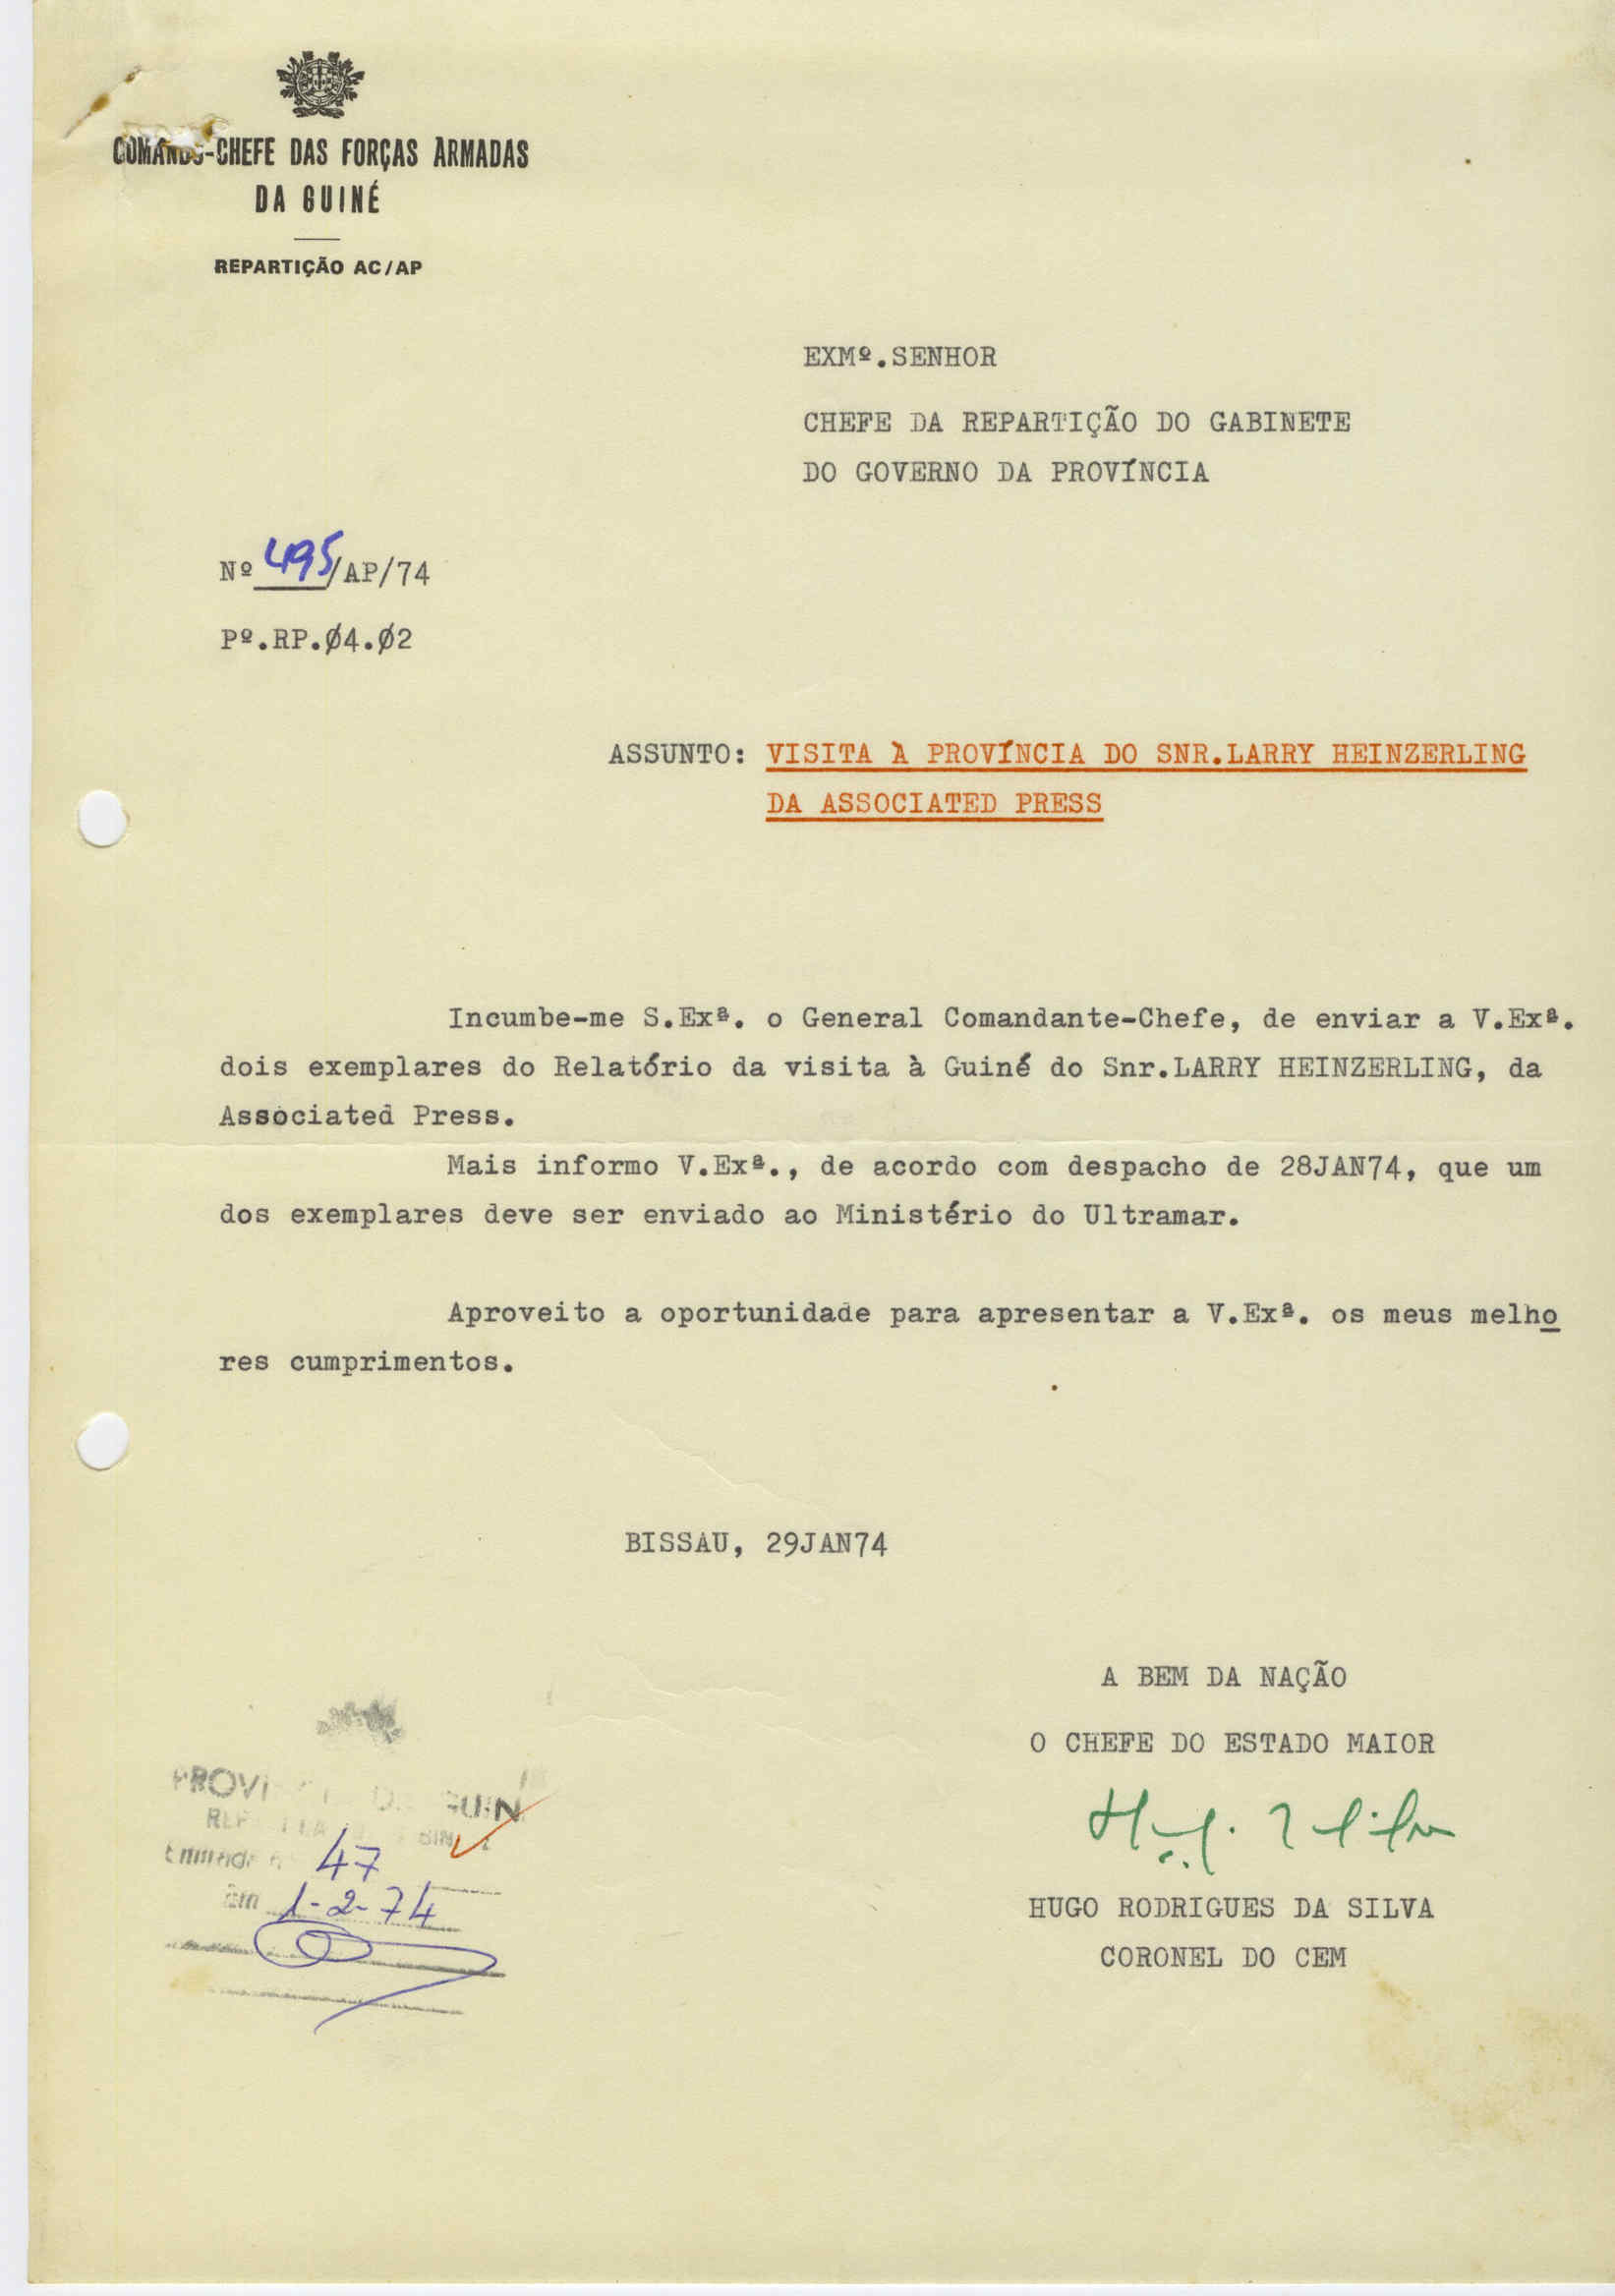 COMANDO-CHEFE DAS FORÇAS ARMADAS
DA GUINÉ
REPARTIÇÃO AC/AP
EXMº.SENHOR
CHEFE DA REPARTIÇÃO DO GABINETE
DO GOVERNO DA PROVÍNCIA
Nº 495/AP/74
Pº.RP.Ø4.Ø2
ASSUNTO: VISITA À PROVÍNCIA DO SNR.LARRY HEINZERLING
DA ASSOCIATED PRESS
Incumbe-me S.Exª. o General Comandante-Chefe, de enviar a V.Exª.
dois exemplares do Relatório da visita à Guiné do Snr.LARRY HEINZERLING, da
Associated Press.
Mais informo V.Exª., de acordo com despacho de 28JAN74, que um
dos exemplares deve ser enviado ao Ministério do Ultramar.
Aproveito a oportunidade para apresentar a V.Exª. os meus melho
res cumprimentos.
BISSAU, 29JAN74
A BEM DA NAÇÃO
O CHEFE DO ESTADO MAIOR
HUGO RODRIGUES DA SILVA
CORONEL DO CEM
47
Em 1-2-74